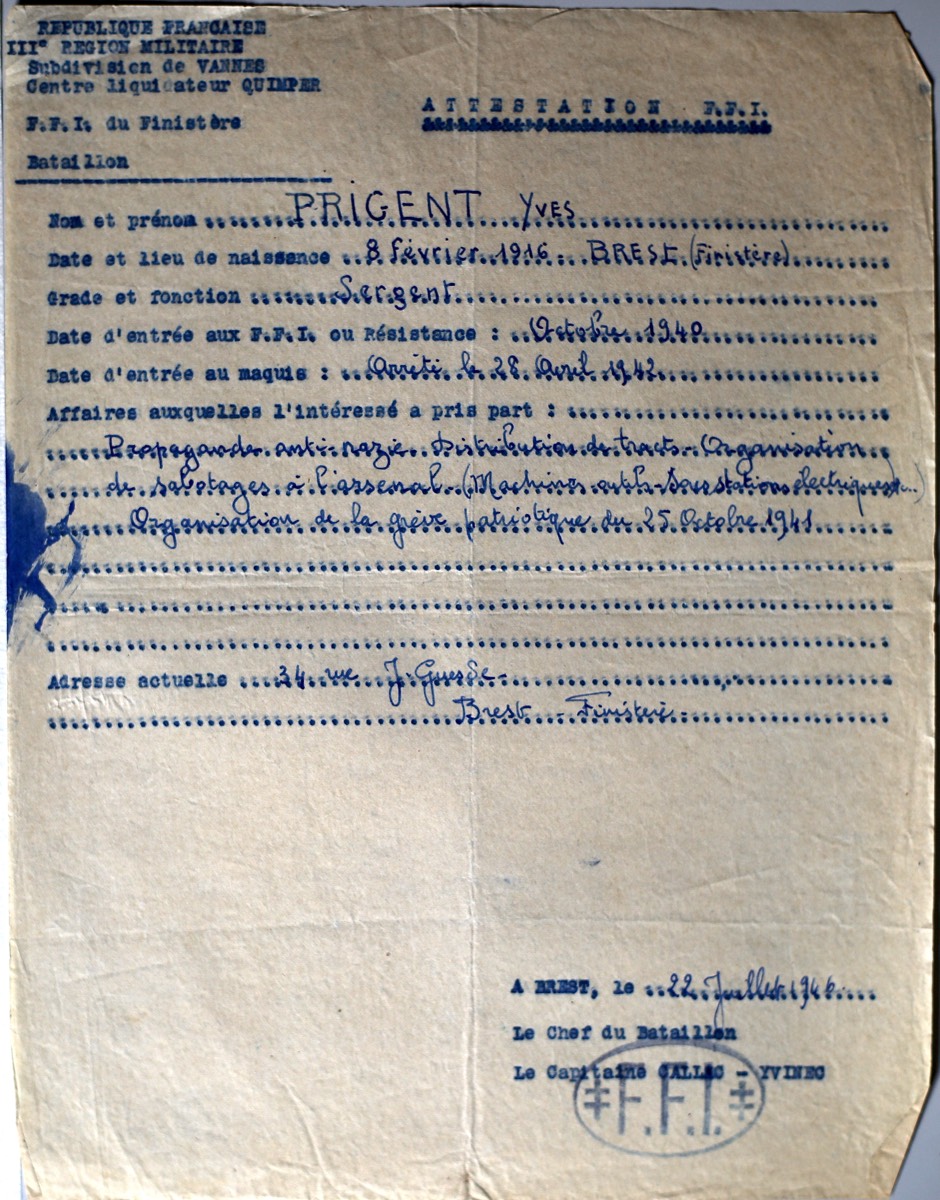 REPUBLIQUE FRANCAISE
IIIº REGION MILITAIRE
Subdivision de VANNES
Centre liquidateur QUIMPER
F.F.I. du Finistère
ATTESTATION F.F.I.
Bataillon
Nom et prénom PRIGENT YVES
Date et lieu de naissance 8 février 1916 BREST (Finistère)
Grade et fonction Sergent
Date d'entrée aux F.F.I. ou Résistance : Octobre 1940
Date d'entrée au maquis : Arrêté le 28 Avril 1942
Affaires auxquelles l'intéressé a pris part :
Propagande anti-nazie Distribution de tracts - Organisation
de sabotages à l'arsenal (Machines outils Sous stations électriques...)
Organisation de la grève patriotique du 25 Octobre 1941
Adresse actuelle 34 rue J. Guesde
Brest - Finistère
A BREST, le 22 Juillet 1946
Le Chef du Bataillon
Le Capitaine CALLAC - YVINEC
F.F.I.